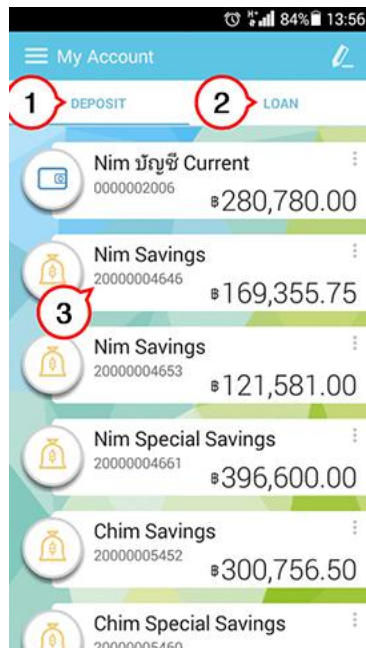 84% 13:56
My Account
1 DEPOSIT 2 LOAN
Nim บัญชี Current
0000002006
฿280,780.00
Nim Savings
20000004646
฿169,355.75
3
Nim Savings
20000004653
฿121,581.00
Nim Special Savings
20000004661
฿396,600.00
Chim Savings
20000005452
฿300,756.50
Chim Special Savings
20000005460